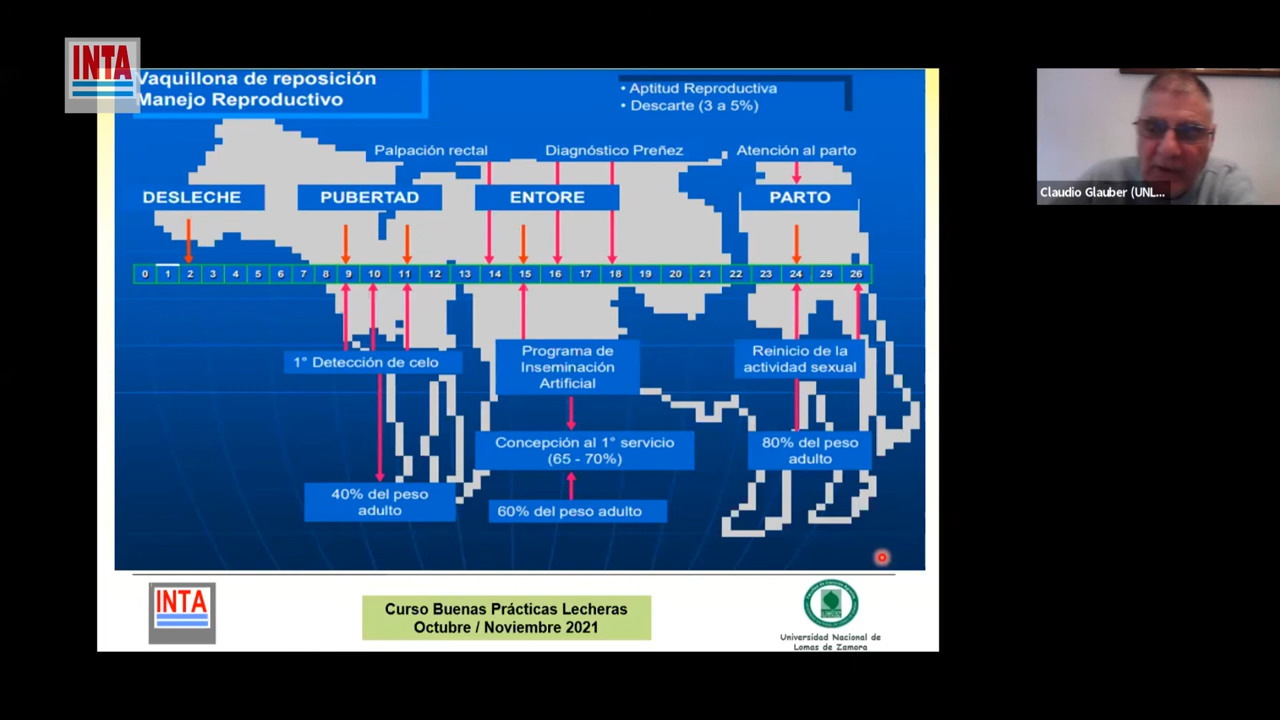 INTA
Vaquillona de reposición
Manejo Reproductivo
• Aptitud Reproductiva
• Descarte (3 a 5%)
Palpación rectal
Diagnóstico Preñez
Atención al parto
DESLECHE
PUBERTAD
ENTORE
PARTO
0 1 2 3 4 5 6 7 8 9 10 11 12 13 14 15 16 17 18 19 20 21 22 23 24 25 26
1° Detección de celo
Programa de
Inseminación
Artificial
Reinicio de la
actividad sexual
Concepción al 1° servicio
(65 - 70%)
80% del peso
adulto
40% del peso
adulto
60% del peso adulto
INTA
Curso Buenas Prácticas Lecheras
Octubre / Noviembre 2021
Universidad Nacional de
Lomas de Zamora
Claudio Glauber (UNL...